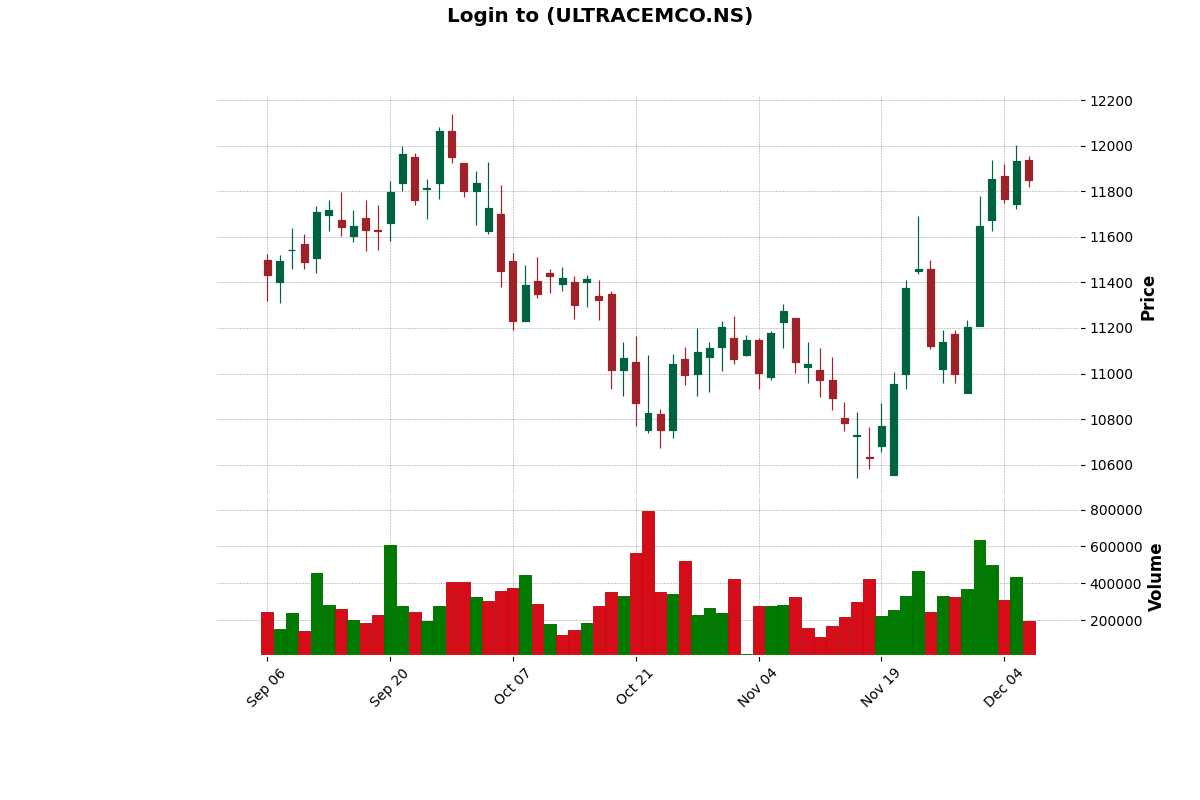 Login to (ULTRACEMCO.NS)
12200
12000
11800
11600
11400
11200
11000
10800
10600
Price
800000
600000
400000
200000
Volume
Sep 06
Sep 20
Oct 07
Oct 21
Nov 04
Nov 19
Dec 04